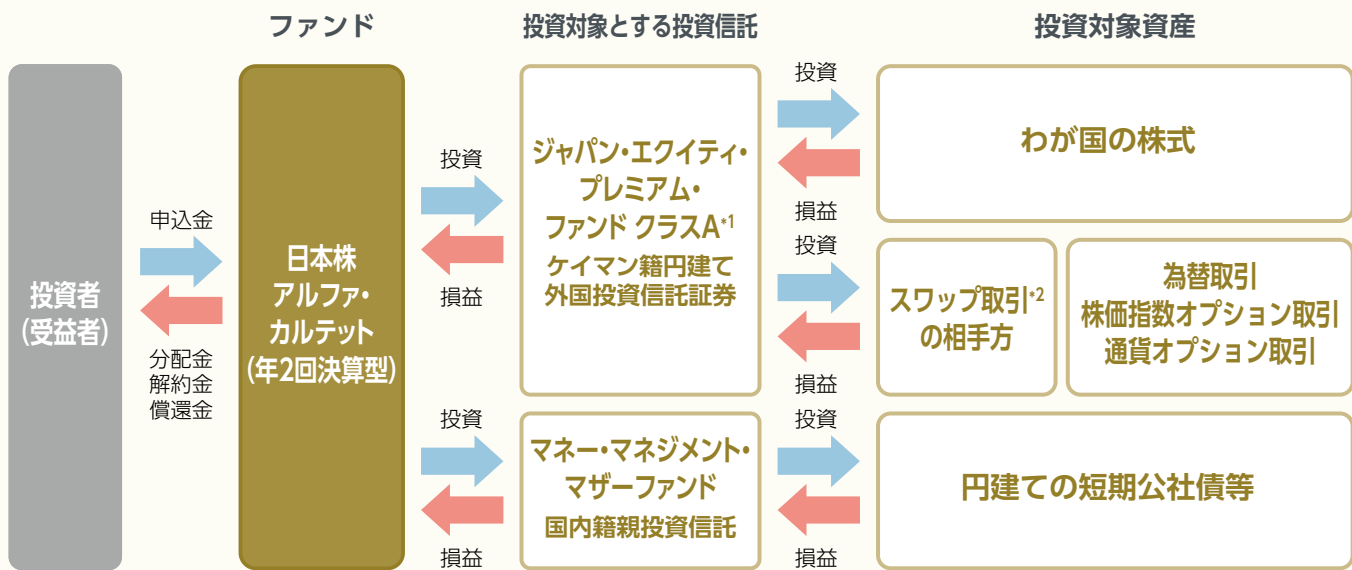 ファンド
投資対象とする投資信託
投資対象資産
投資者
(受益者)
申込金
分配金
解約金
償還金
日本株
アルファ・
カルテット
(年2回決算型)
投資
損益
ジャパン・エクイティ・
プレミアム・
ファンド クラスA*1
ケイマン籍円建て
外国投資信託証券
投資
損益
わが国の株式
投資
損益
スワップ取引*2
の相手方
為替取引
株価指数オプション取引
通貨オプション取引
投資
損益
マネー・マネジメント・
マザーファンド
国内籍親投資信託
投資
損益
円建ての短期公社債等